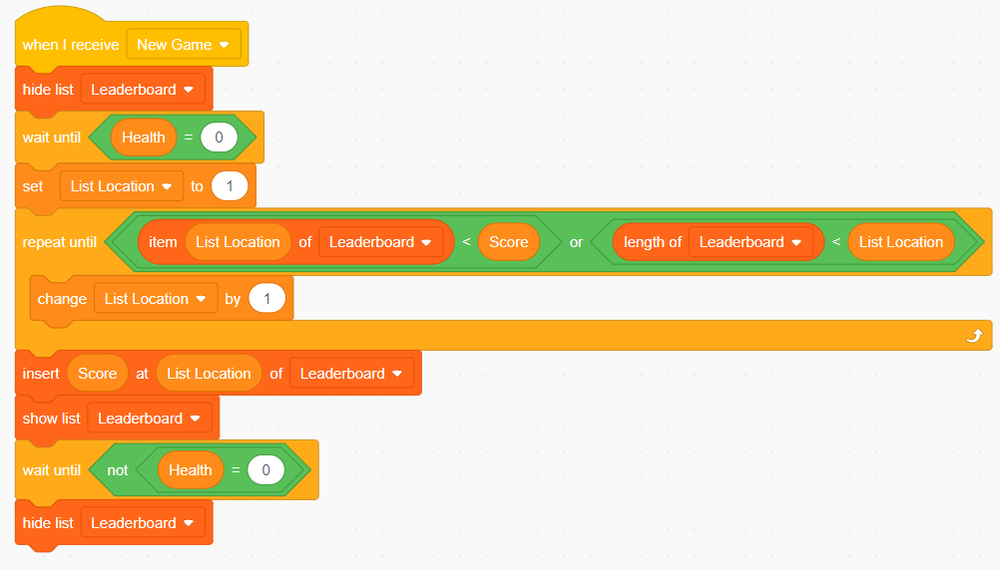 when I receive New Game
hide list Leaderboard
wait until Health = 0
set List Location to 1
repeat until item List Location of Leaderboard < Score or length of Leaderboard < List Location
change List Location by 1
insert Score at List Location of Leaderboard
show list Leaderboard
wait until not Health = 0
hide list Leaderboard